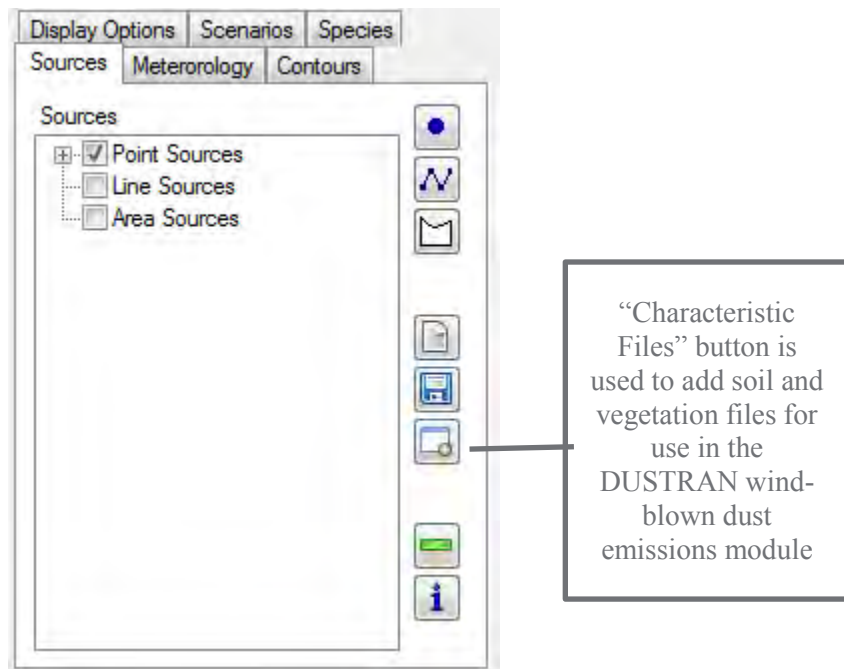 Display Options Scenarios Species
Sources Meterorology Contours
Sources
Point Sources
Line Sources
Area Sources
“Characteristic
Files” button is
used to add soil and
vegetation files for
use in the
DUSTRAN wind-
blown dust
emissions module
i